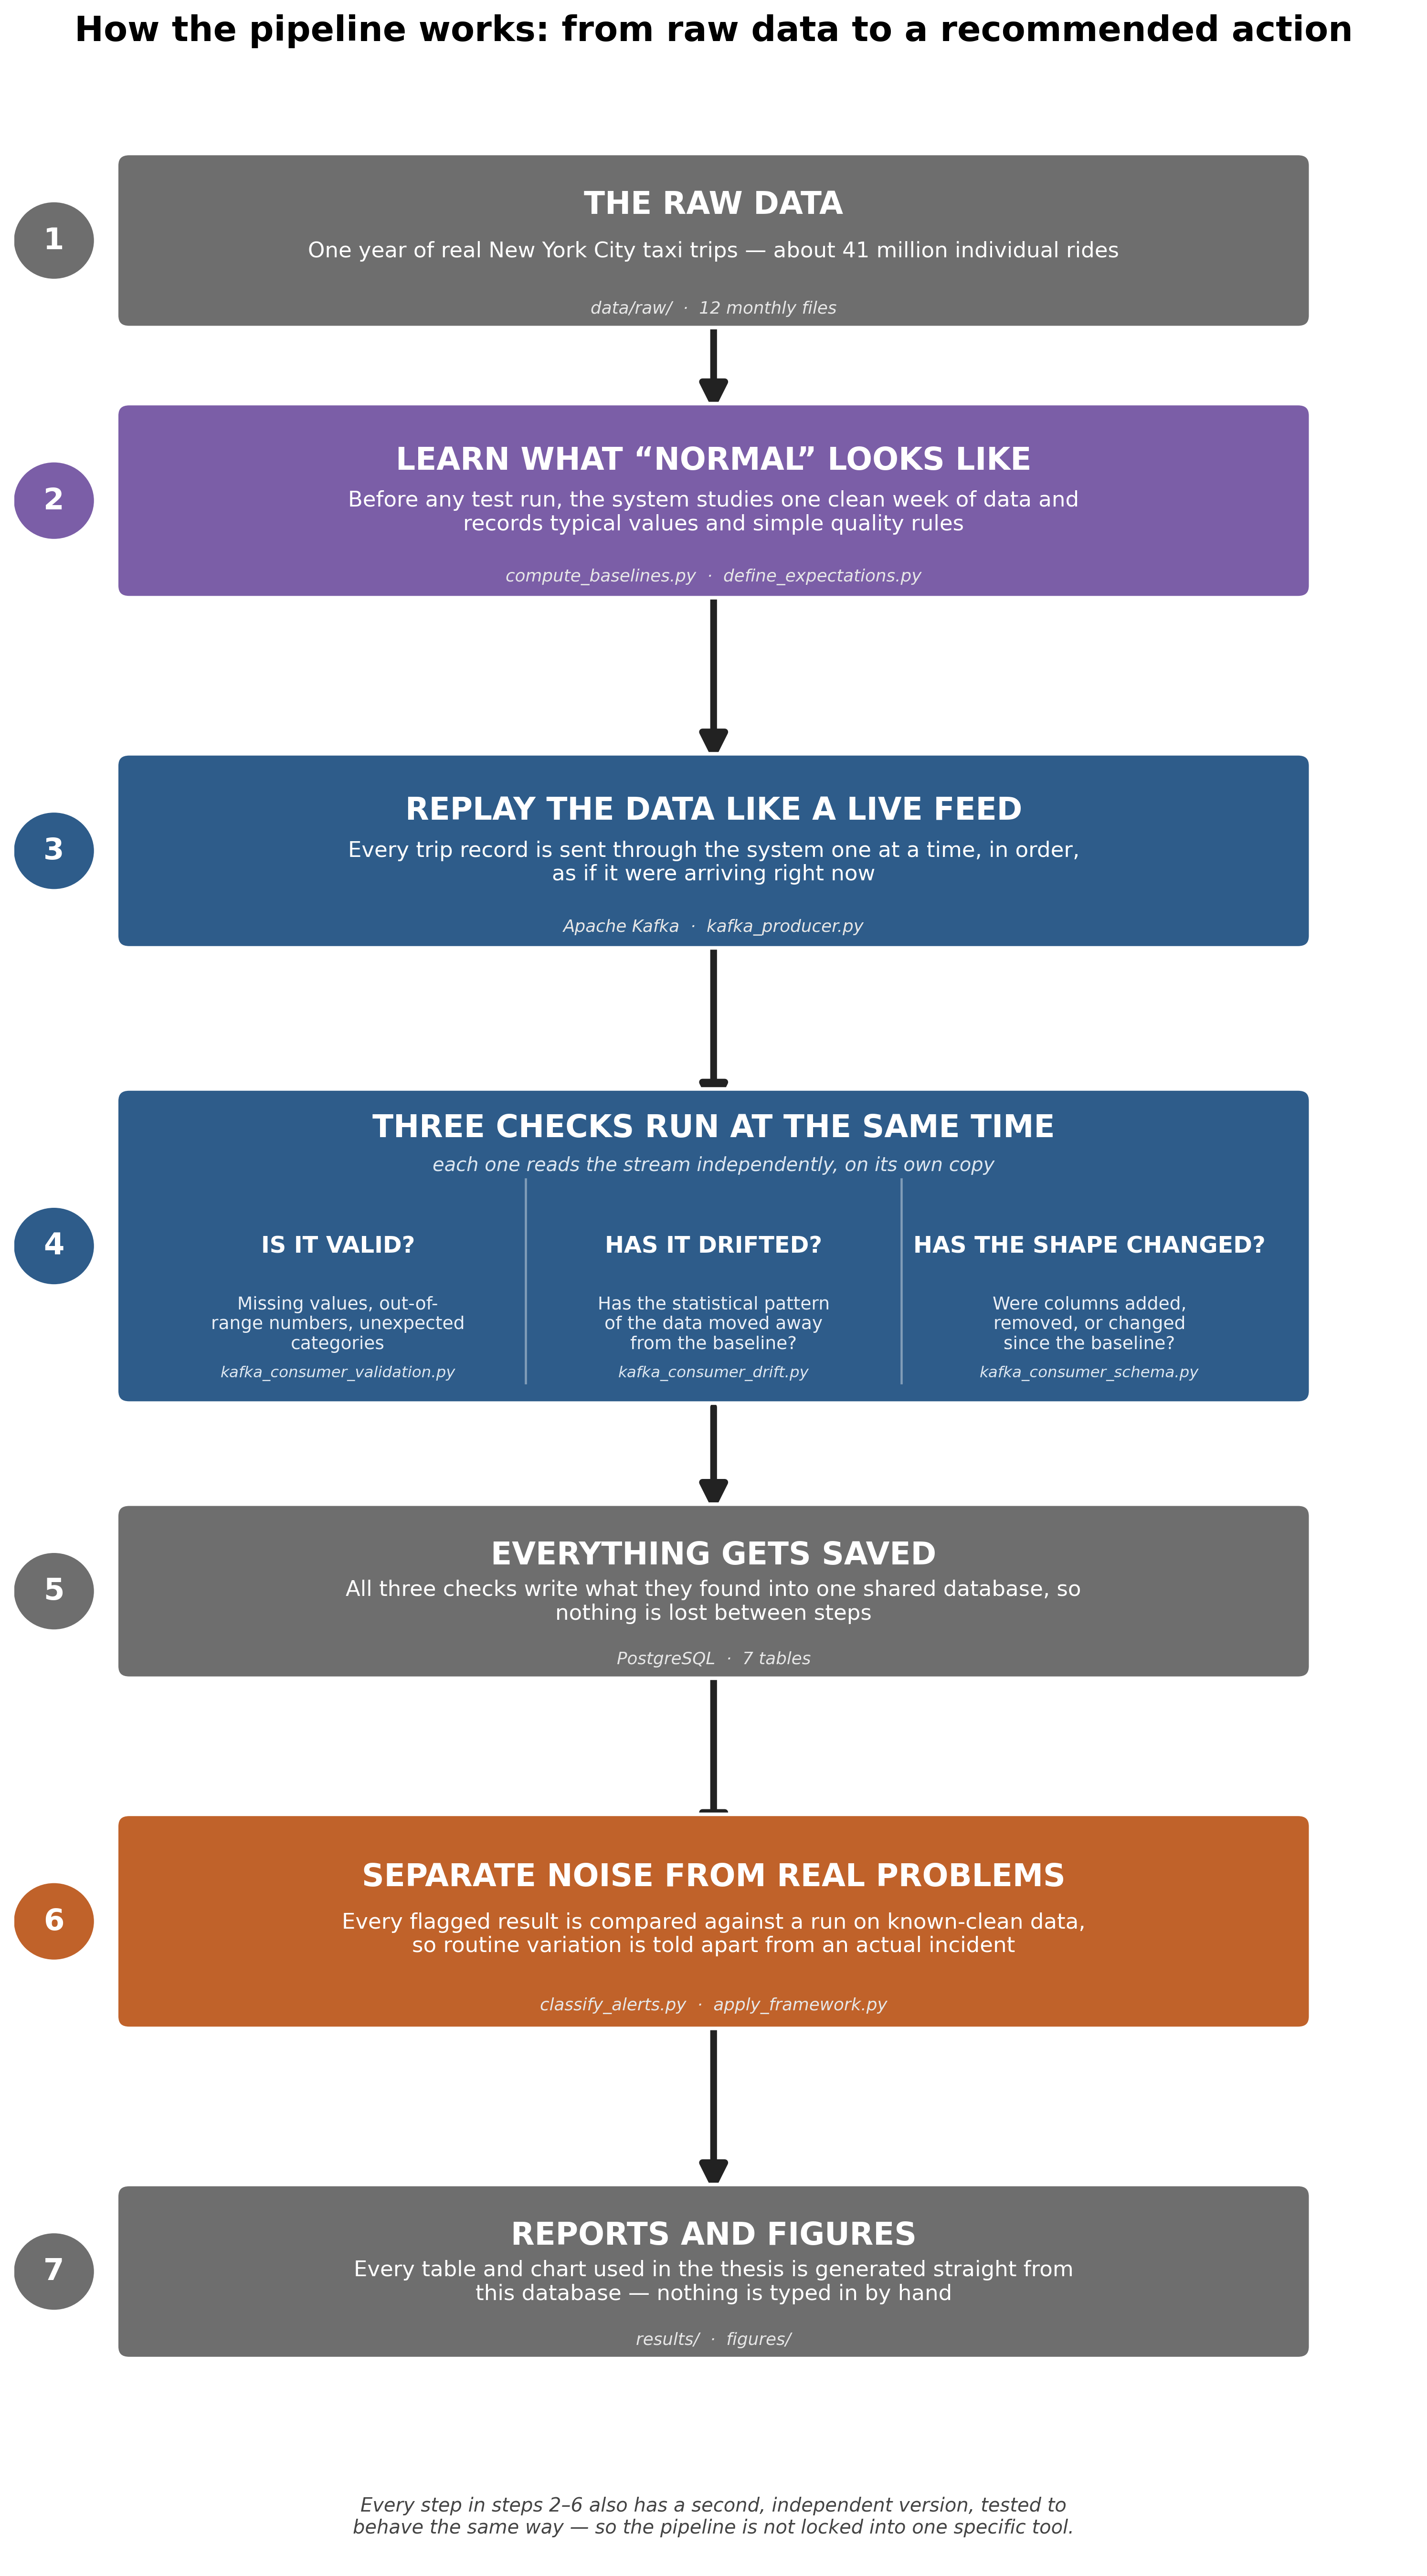 How the pipeline works: from raw data to a recommended action
1
THE RAW DATA
One year of real New York City taxi trips — about 41 million individual rides
data/raw/ · 12 monthly files
2
LEARN WHAT “NORMAL” LOOKS LIKE
Before any test run, the system studies one clean week of data and
records typical values and simple quality rules
compute_baselines.py · define_expectations.py
3
REPLAY THE DATA LIKE A LIVE FEED
Every trip record is sent through the system one at a time, in order,
as if it were arriving right now
Apache Kafka · kafka_producer.py
4
THREE CHECKS RUN AT THE SAME TIME
each one reads the stream independently, on its own copy
IS IT VALID?
Missing values, out-of-
range numbers, unexpected
categories
kafka_consumer_validation.py
HAS IT DRIFTED?
Has the statistical pattern
of the data moved away
from the baseline?
kafka_consumer_drift.py
HAS THE SHAPE CHANGED?
Were columns added,
removed, or changed
since the baseline?
kafka_consumer_schema.py
5
EVERYTHING GETS SAVED
All three checks write what they found into one shared database, so
nothing is lost between steps
PostgreSQL · 7 tables
6
SEPARATE NOISE FROM REAL PROBLEMS
Every flagged result is compared against a run on known-clean data,
so routine variation is told apart from an actual incident
classify_alerts.py · apply_framework.py
7
REPORTS AND FIGURES
Every table and chart used in the thesis is generated straight from
this database — nothing is typed in by hand
results/ · figures/
Every step in steps 2–6 also has a second, independent version, tested to
behave the same way — so the pipeline is not locked into one specific tool.